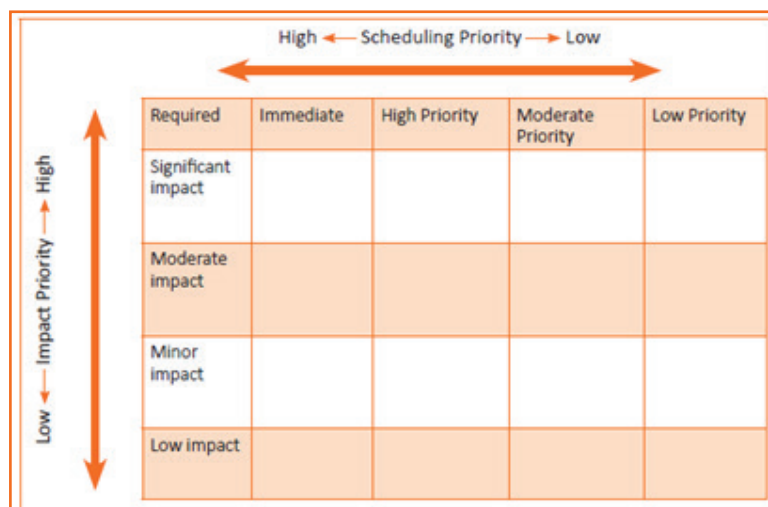 High ← Scheduling Priority → Low
Low ← Impact Priority → High
Required Immediate High Priority Moderate Priority Low Priority
Significant
impact
Moderate
impact
Minor
impact
Low impact